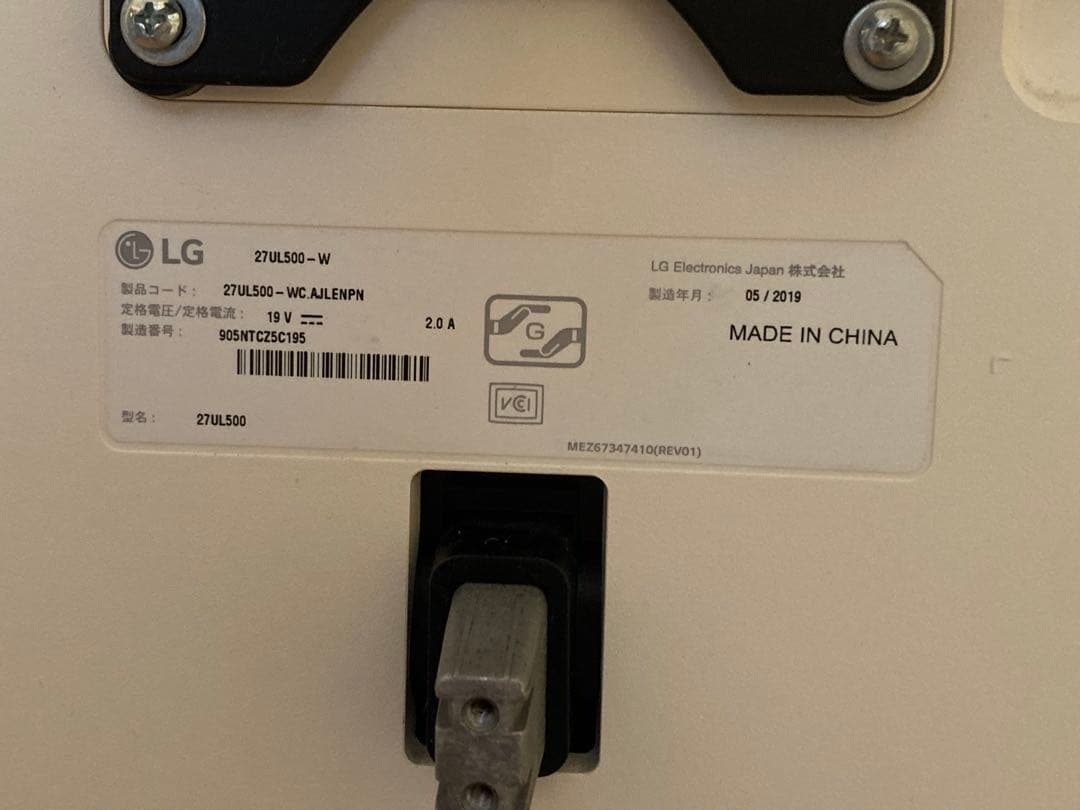 LG 27UL500-W
製品コード: 27UL500-WC.AJLENPN
定格電圧/定格電流: 19 V 2.0 A
製造番号: 905NTCZ5C195
型名: 27UL500
G
VCI
LG Electronics Japan 株式会社
製造年月: 05 / 2019
MADE IN CHINA
MEZ67347410(REV01)